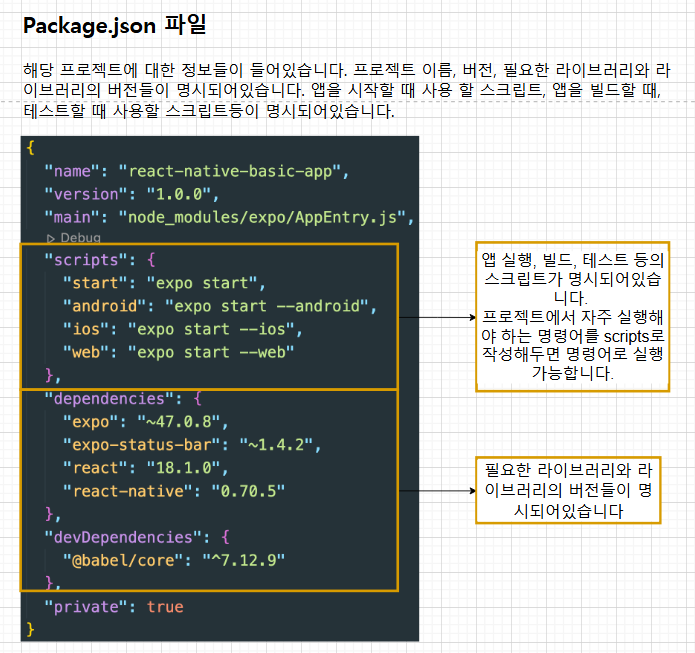 Package.json 파일
해당 프로젝트에 대한 정보들이 들어있습니다. 프로젝트 이름, 버전, 필요한 라이브러리와 라
이브러리의 버전들이 명시되어있습니다. 앱을 시작할 때 사용 할 스크립트, 앱을 빌드할 때,
테스트할 때 사용할 스크립트등이 명시되어있습니다.
{
"name": "react-native-basic-app",
"version": "1.0.0",
"main": "node_modules/expo/AppEntry.js",
▷ Debug
"scripts": {
"start": "expo start",
"android": "expo start --android",
"ios": "expo start --ios",
"web": "expo start --web"
},
"dependencies": {
"expo": "~47.0.8",
"expo-status-bar": "~1.4.2",
"react": "18.1.0",
"react-native": "0.70.5"
},
"devDependencies": {
"@babel/core": "^7.12.9"
},
"private": true
}
앱 실행, 빌드, 테스트 등의
스크립트가 명시되어있습
니다.
프로젝트에서 자주 실행해
야 하는 명령어를 scripts로
작성해두면 명령어로 실행
가능합니다.
필요한 라이브러리와 라
이브러리의 버전들이 명
시되어있습니다